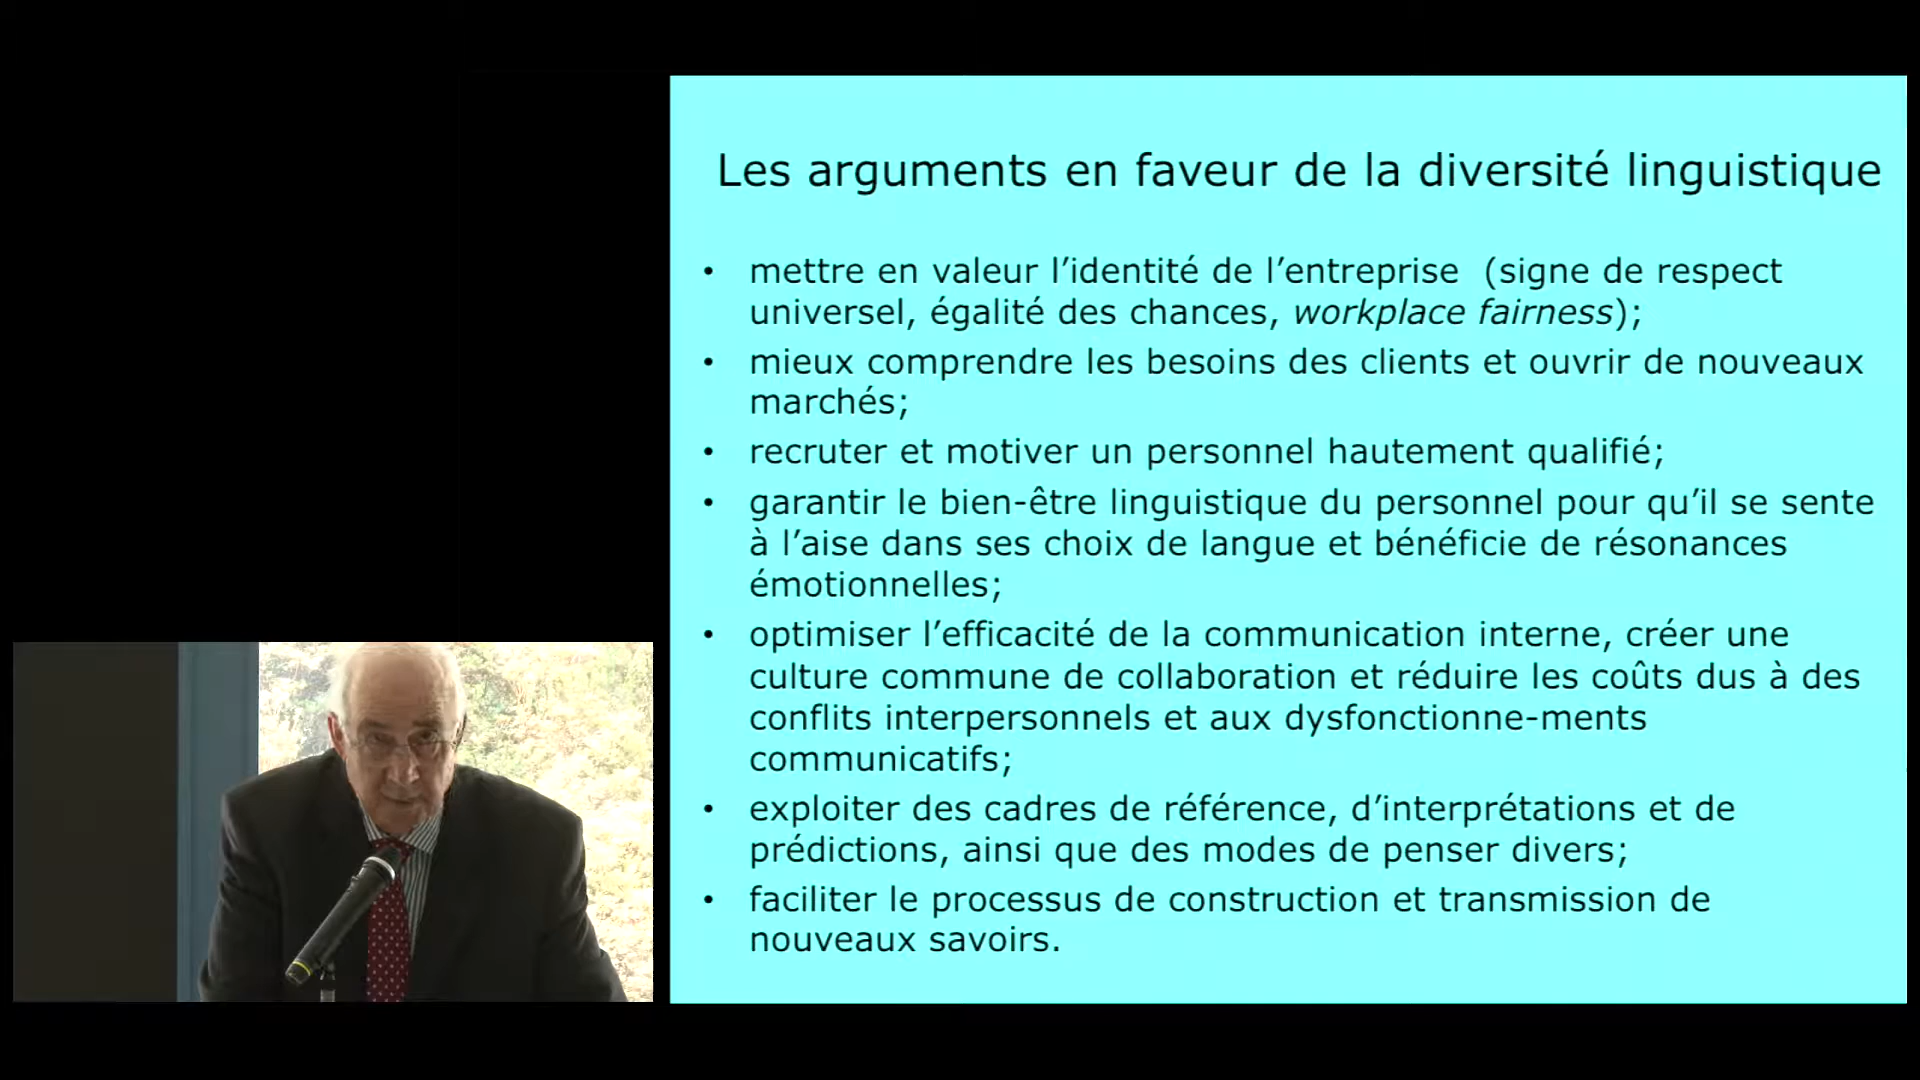 Les arguments en faveur de la diversité linguistique
• mettre en valeur l’identité de l’entreprise (signe de respect
universel, égalité des chances, workplace fairness);
• mieux comprendre les besoins des clients et ouvrir de nouveaux
marchés;
• recruter et motiver un personnel hautement qualifié;
• garantir le bien-être linguistique du personnel pour qu’il se sente
à l’aise dans ses choix de langue et bénéficie de résonances
émotionnelles;
• optimiser l’efficacité de la communication interne, créer une
culture commune de collaboration et réduire les coûts dus à des
conflits interpersonnels et aux dysfonctionne-ments
communicatifs;
• exploiter des cadres de référence, d’interprétations et de
prédictions, ainsi que des modes de penser divers;
• faciliter le processus de construction et transmission de
nouveaux savoirs.